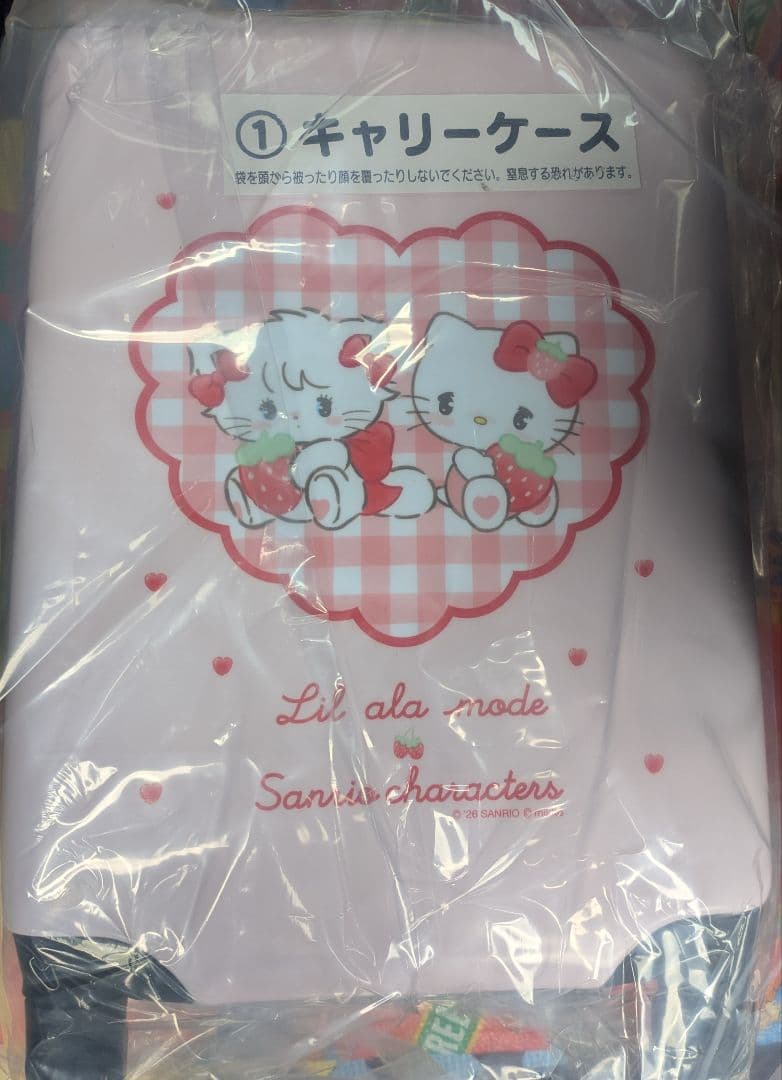 ① キャリーケース
袋を頭から被ったり顔を覆ったりしないでください。窒息する恐れがあります。
Lil ala mode
Sanrio characters
© '26 SANRIO ©